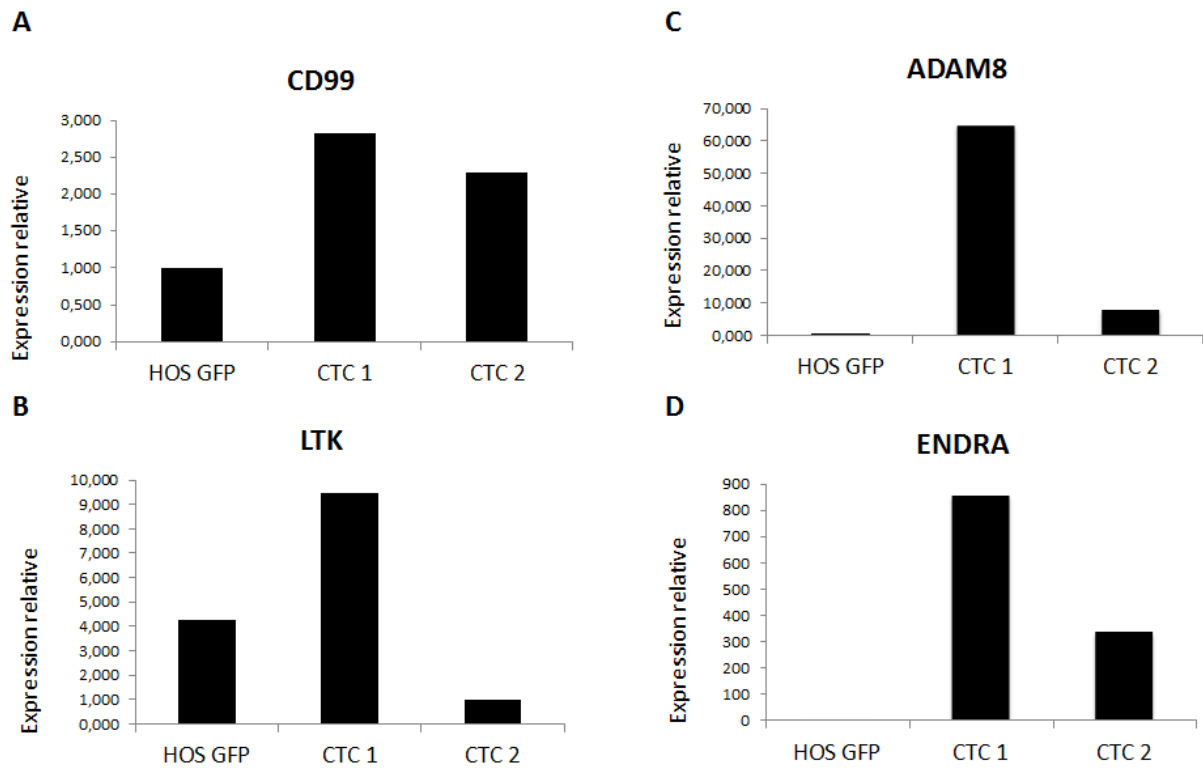 A
CD99
Expression relative
3,000
2,500
2,000
1,500
1,000
0,500
0,000
HOS GFP CTC 1 CTC 2
B
LTK
Expression relative
10,000
9,000
8,000
7,000
6,000
5,000
4,000
3,000
2,000
1,000
0,000
HOS GFP CTC 1 CTC 2
C
ADAM8
Expression relative
70,000
60,000
50,000
40,000
30,000
20,000
10,000
0,000
HOS GFP CTC 1 CTC 2
D
ENDRA
Expression relative
900
800
700
600
500
400
300
200
100
0
HOS GFP CTC 1 CTC 2